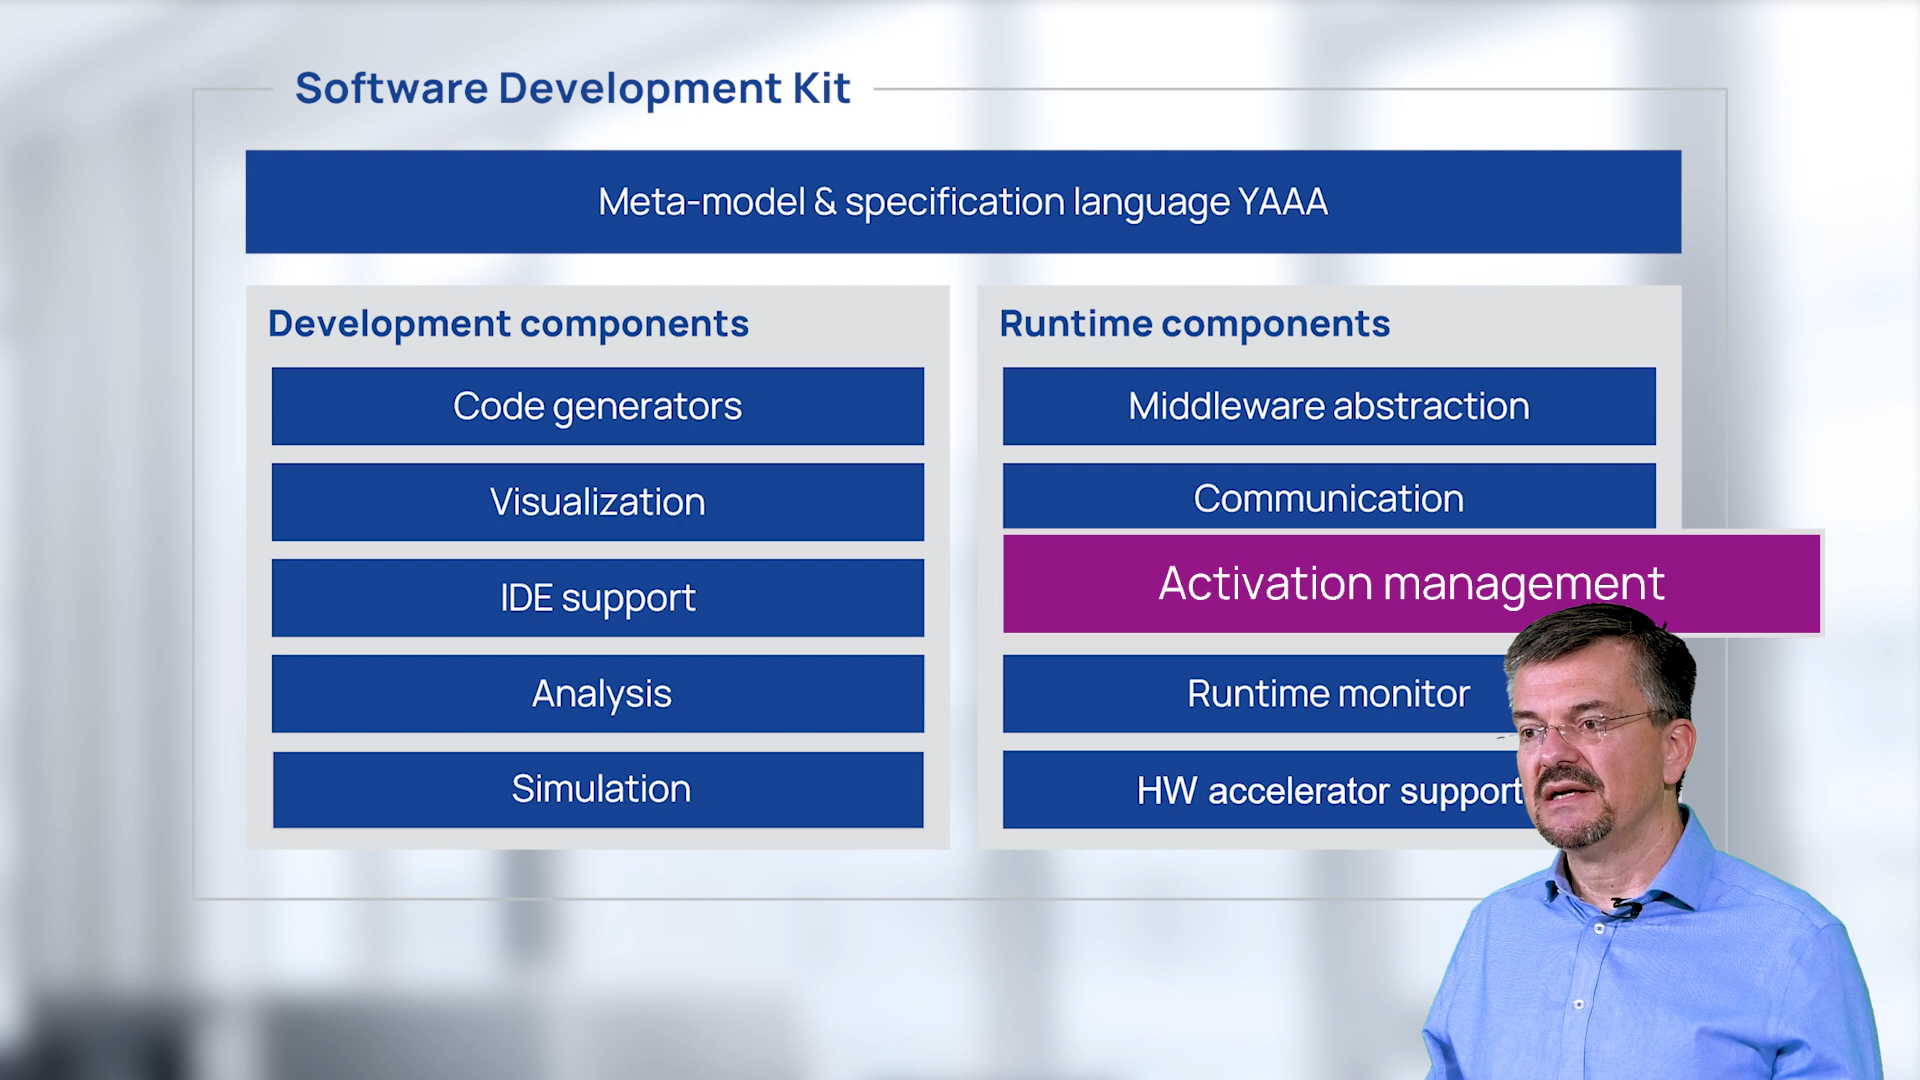 Software Development Kit
Meta-model & specification language YAAA
Development components
Code generators
Visualization
IDE support
Analysis
Simulation
Runtime components
Middleware abstraction
Communication
Activation management
Runtime monitor
HW accelerator support